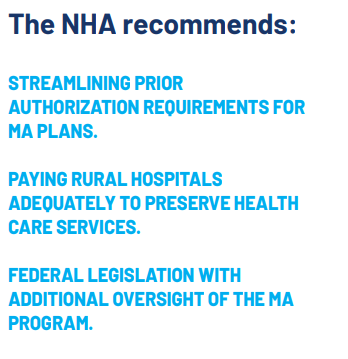 The NHA recommends:
STREAMLINING PRIOR
AUTHORIZATION REQUIREMENTS FOR
MA PLANS.
PAYING RURAL HOSPITALS
ADEQUATELY TO PRESERVE HEALTH
CARE SERVICES.
FEDERAL LEGISLATION WITH
ADDITIONAL OVERSIGHT OF THE MA
PROGRAM.